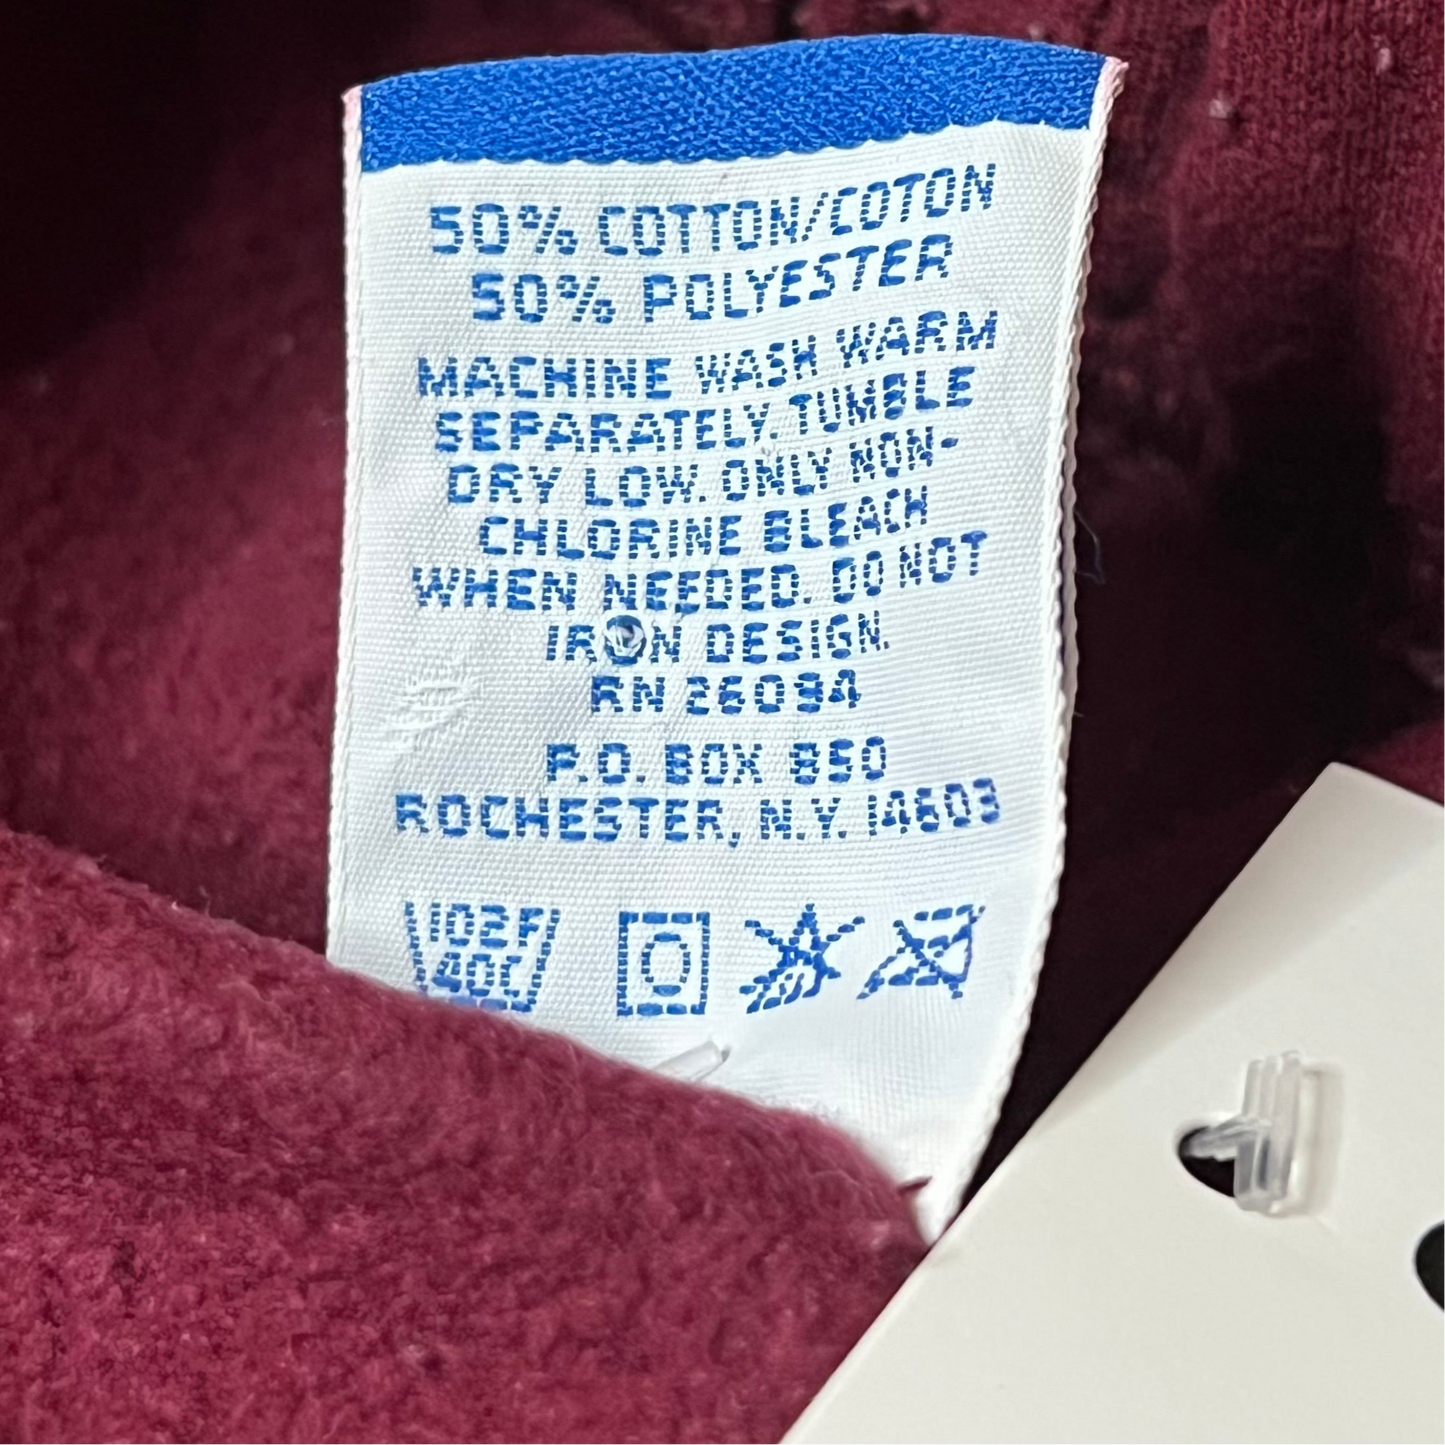 50% COTTON/COTON
50% POLYESTER
MACHINE WASH WARM
SEPARATELY. TUMBLE
DRY LOW. ONLY NON-
CHLORINE BLEACH
WHEN NEEDED. DO NOT
IRON DESIGN.
RN 26094
P.O. BOX 850
ROCHESTER, N.Y. 14603
102F
40C